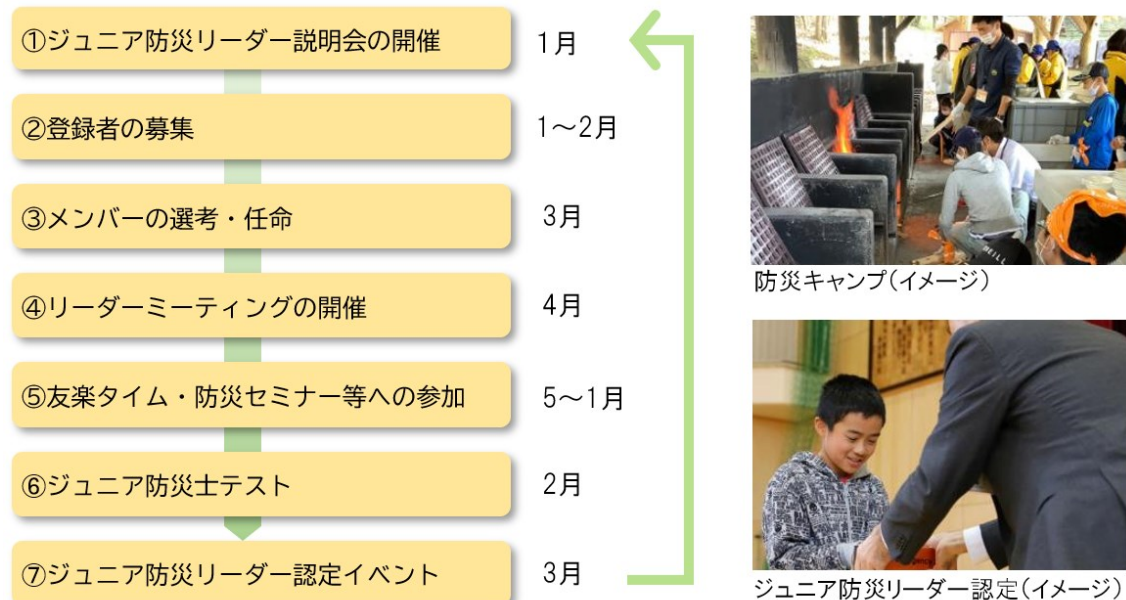 ①ジュニア防災リーダー説明会の開催 1月
②登録者の募集 1～2月
③メンバーの選考・任命 3月
④リーダーミーティングの開催 4月
⑤友楽タイム・防災セミナー等への参加 5～1月
⑥ジュニア防災士テスト 2月
⑦ジュニア防災リーダー認定イベント 3月
防災キャンプ(イメージ)
ジュニア防災リーダー認定(イメージ)